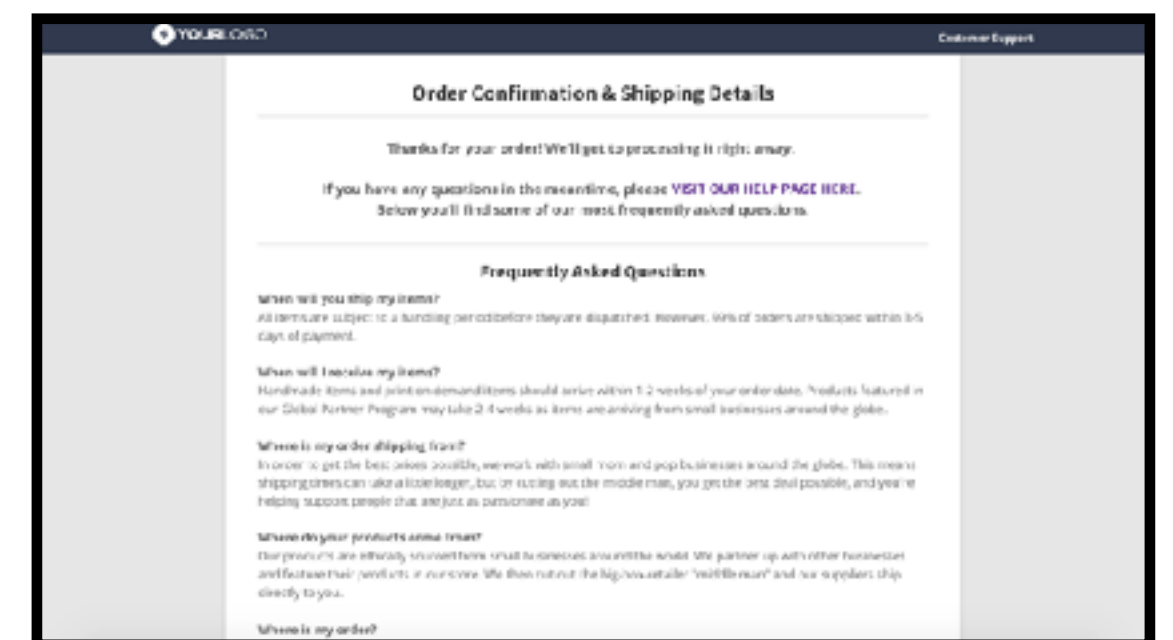 YOURLOGO
Customer Support
Order Confirmation & Shipping Details
Thanks for your order! We'll get to processing it right away.
If you have any questions in the meantime, please VISIT OUR HELP PAGE HERE.
Below you'll find some of our most frequently asked questions.
Frequently Asked Questions
When will you ship my items?
All items are subject to a handling period before they are dispatched. However, 99% of orders are shipped within 3-5
days of payment.
When will I receive my items?
Handmade items and print on demand items should arrive within 1-2 weeks of your order date. Products featured in
our Global Partner Program may take 2-4 weeks as items are arriving from small businesses around the globe.
Where is my order shipping from?
In order to get the best prices possible, we work with small mom and pop businesses around the globe. This means
shipping times can take a little longer, but by cutting out the middle man, you get the best deal possible, and you're
helping support people that are just as passionate as you!
Where do your products come from?
Our products are ethically sourced from small businesses around the world. We partner up with other businesses
and feature their products in our store. We then cut out the big-box-retailer "middle man" and our suppliers ship
directly to you.
Where is my order?